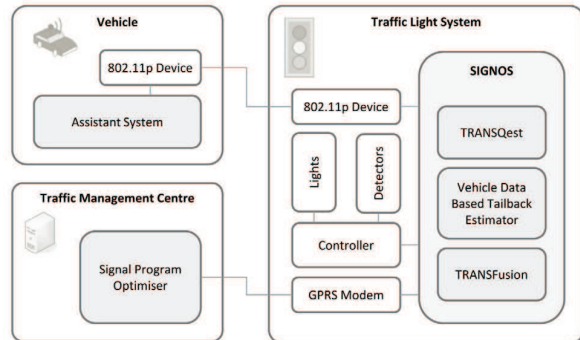 Vehicle
802.11p Device
Assistant System
Traffic Management Centre
Signal Program
Optimiser
Traffic Light System
802.11p Device
Lights
Detectors
Controller
GPRS Modem
SIGNOS
TRANSQest
Vehicle Data
Based Tailback
Estimator
TRANSFusion